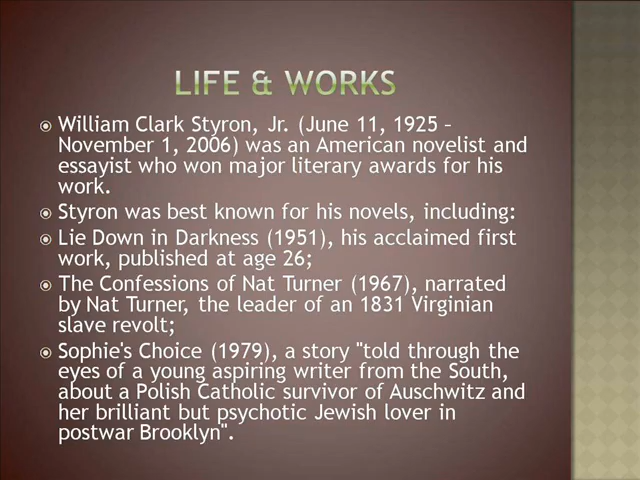 LIFE & WORKS
William Clark Styron, Jr. (June 11, 1925 –
November 1, 2006) was an American novelist and
essayist who won major literary awards for his
work.
Styron was best known for his novels, including:
Lie Down in Darkness (1951), his acclaimed first
work, published at age 26;
The Confessions of Nat Turner (1967), narrated
by Nat Turner, the leader of an 1831 Virginian
slave revolt;
Sophie's Choice (1979), a story "told through the
eyes of a young aspiring writer from the South,
about a Polish Catholic survivor of Auschwitz and
her brilliant but psychotic Jewish lover in
postwar Brooklyn".